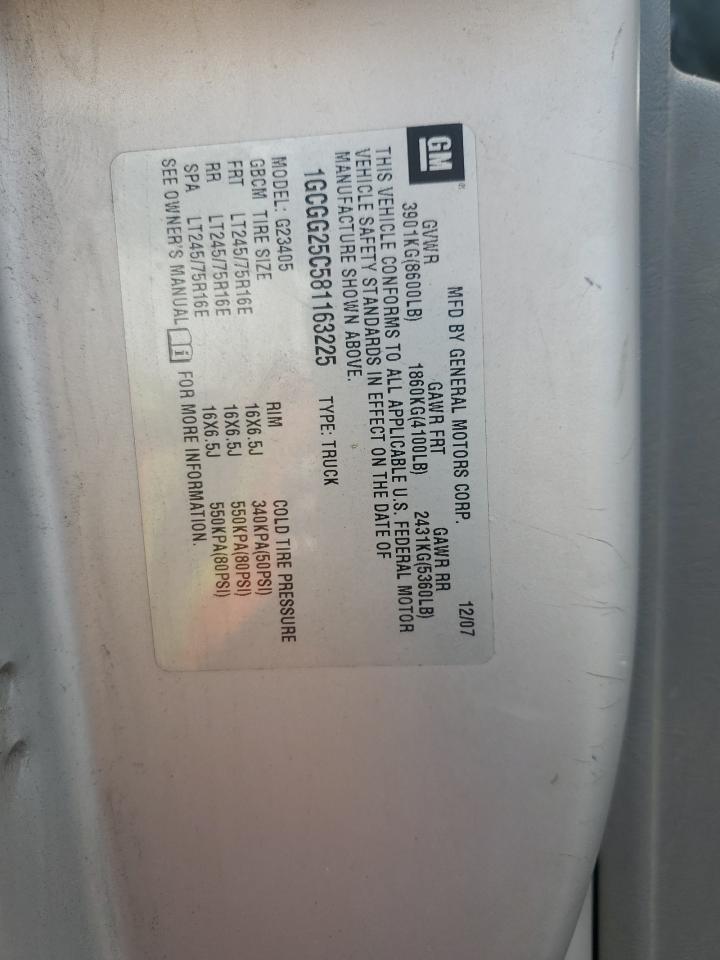 GM
MFD BY GENERAL MOTORS CORP. 12/07
GVWR GAWR FRT GAWR RR
3901KG(8600LB) 1860KG(4100LB) 2431KG(5360LB)
THIS VEHICLE CONFORMS TO ALL APPLICABLE U.S. FEDERAL MOTOR
VEHICLE SAFETY STANDARDS IN EFFECT ON THE DATE OF
MANUFACTURE SHOWN ABOVE.
1GCGG25C581163225 TYPE: TRUCK
MODEL: G23405
GBCM TIRE SIZE RIM COLD TIRE PRESSURE
FRT LT245/75R16E 16X6.5J 340KPA(50PSI)
RR LT245/75R16E 16X6.5J 550KPA(80PSI)
SPA LT245/75R16E 16X6.5J 550KPA(80PSI)
SEE OWNER'S MANUAL FOR MORE INFORMATION.